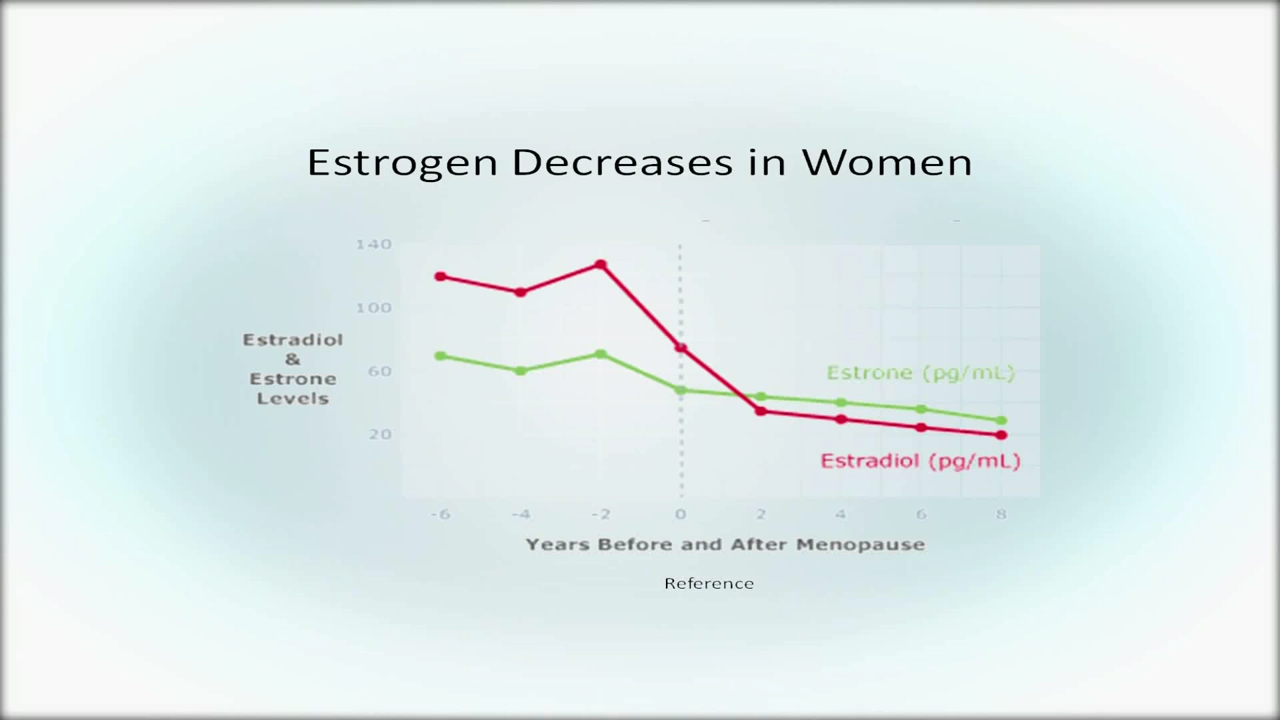 Estrogen Decreases in Women
140
100
60
20
Estradiol
&
Estrone
Levels
Estrone (pg/mL)
Estradiol (pg/mL)
-6 -4 -2 0 2 4 6 8
Years Before and After Menopause
Reference